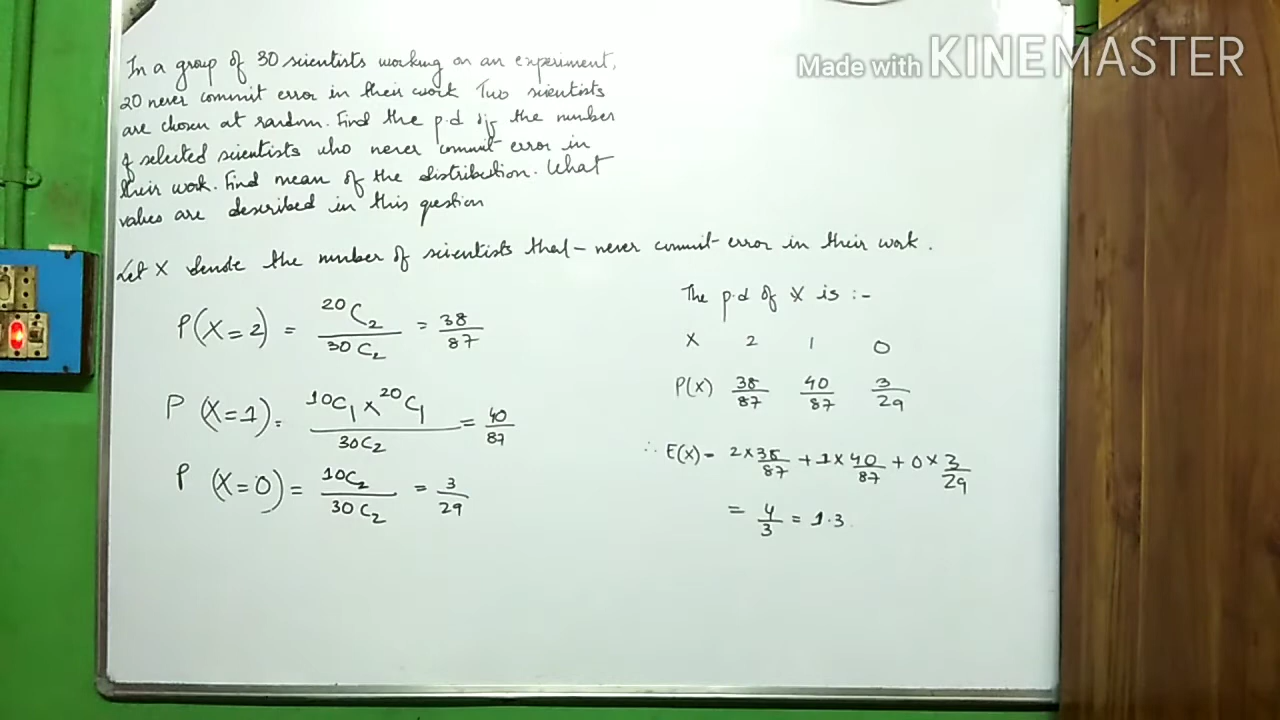 Made with KINEMASTER
In a group of 30 scientists working on an experiment,
20 never commit error in their work Two scientists
are chosen at random. Find the p.d of the number
of selected scientists who never commit error in
their work. Find mean of the distribution. What
values are described in this question
Let X denote the number of scientists that - never commit error in their work.
P(X=2) = 20C2/30C2 = 38/87
P(X=1) = 10C1 x 20C1/30C2 = 40/87
P(X=0) = 10C2/30C2 = 3/29
The p.d of X is :-
X 2 1 0
P(X) 38/87 40/87 3/29
∴ E(X) = 2 x 38/87 + 1 x 40/87 + 0 x 3/29
= 4/3 = 1.3